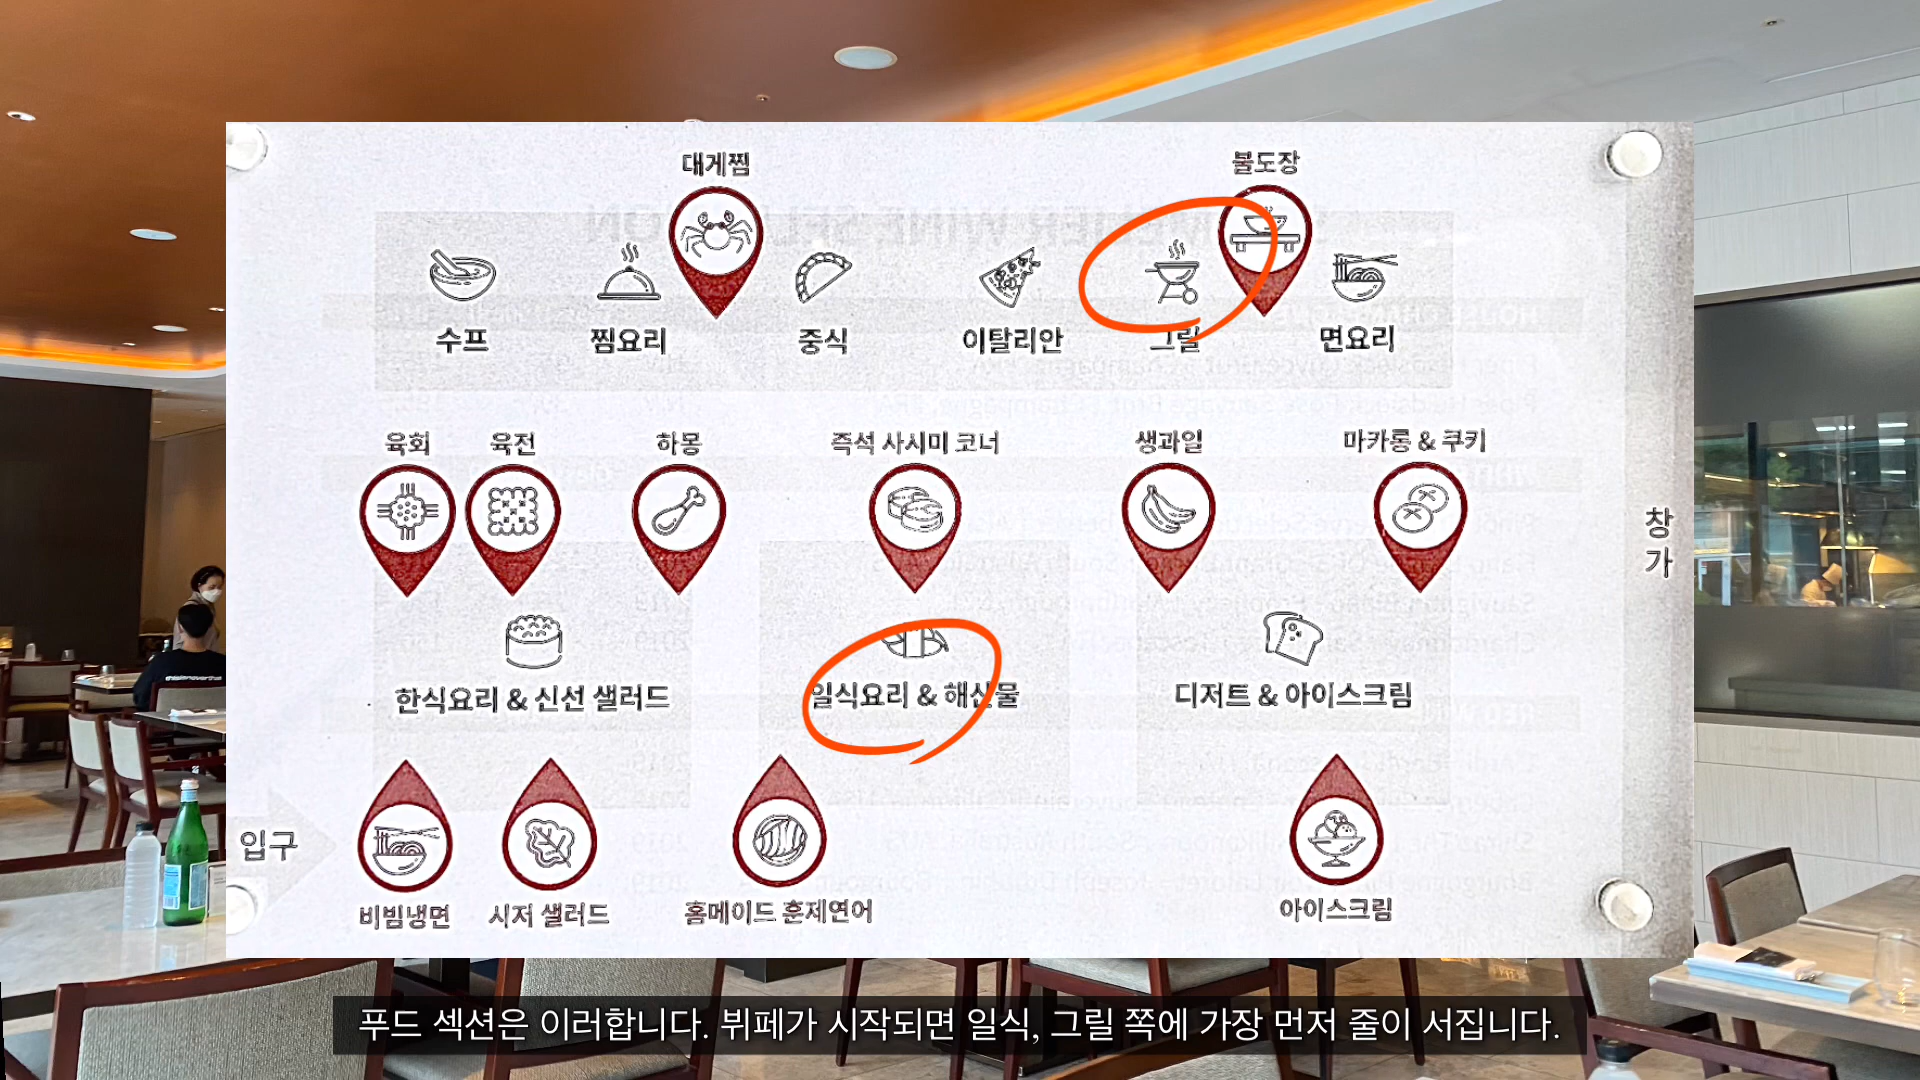 대게찜
불도장
수프
찜요리
중식
이탈리안
그릴
면요리
육회
육전
하몽
즉석 사시미 코너
생과일
마카롱 & 쿠키
창가
한식요리 & 신선 샐러드
일식요리 & 해산물
디저트 & 아이스크림
입구
비빔냉면
시저 샐러드
홈메이드 훈제연어
아이스크림
푸드 섹션은 이러합니다. 뷔페가 시작되면 일식, 그릴 쪽에 가장 먼저 줄이 서집니다.